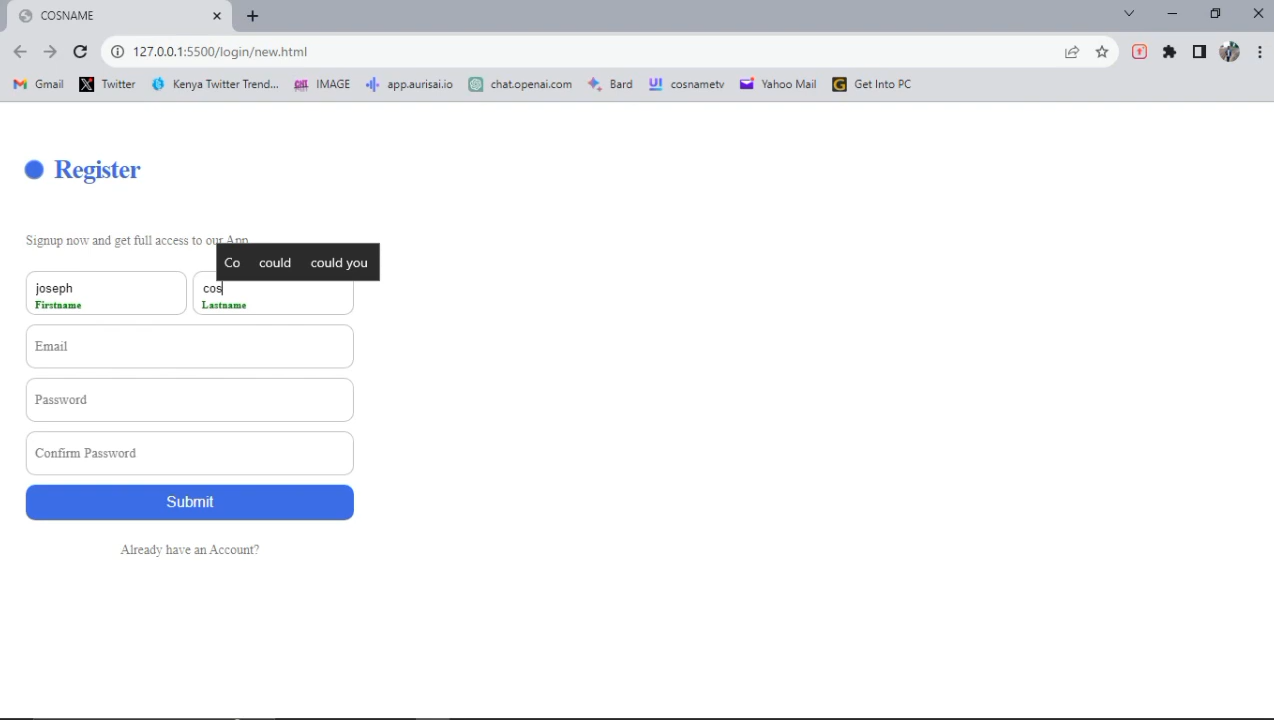 COSNAME
127.0.0.1:5500/login/new.html
Gmail Twitter Kenya Twitter Trend... IMAGE app.aurisai.io chat.openai.com Bard cosnametv Yahoo Mail Get Into PC
Register
Signup now and get full access to our App
Co could could you
joseph cos
Firstname Lastname
Email
Password
Confirm Password
Submit
Already have an Account?